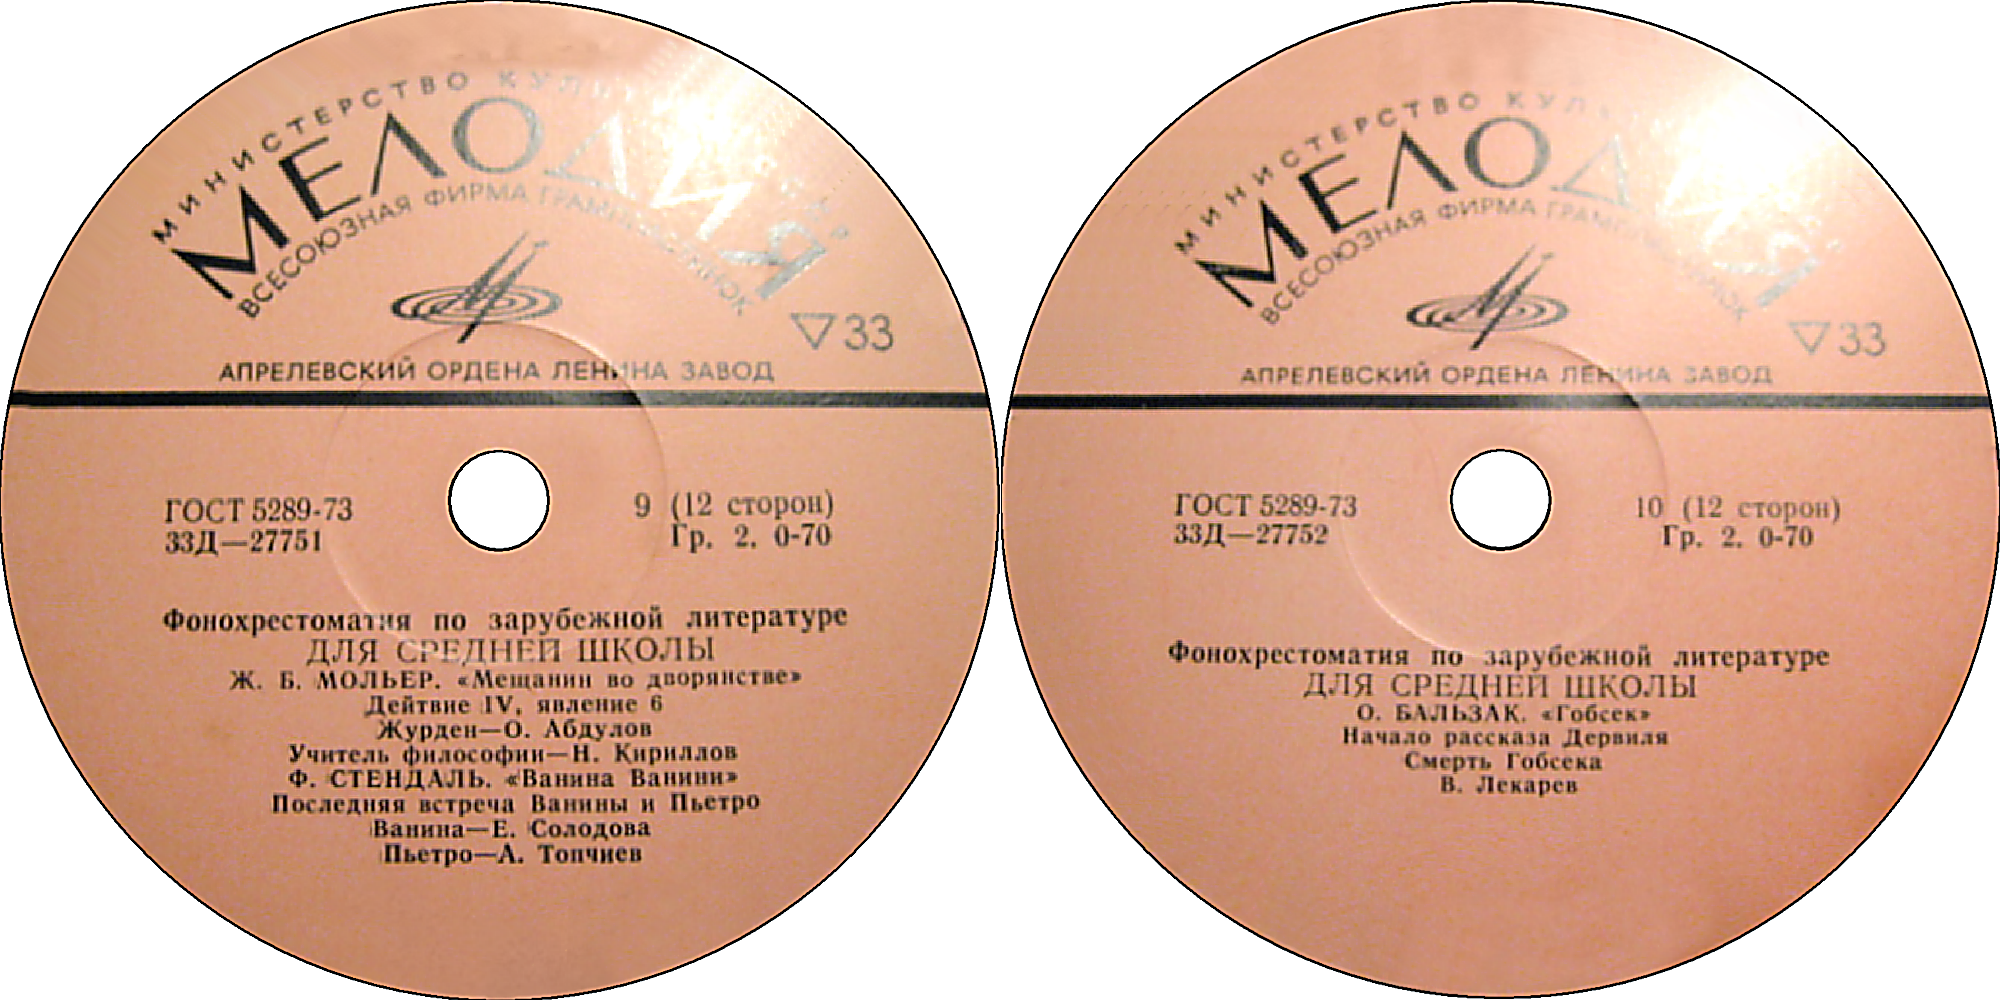 МИНИСТЕРСТВО
МЕЛОДИЯ
ВСЕСОЮЗНАЯ ФИРМА
▽33
АПРЕЛЕВСКИЙ ОРДЕНА ЛЕНИНА ЗАВОД
ГОСТ 5289-73
33Д—27751
9 (12 сторон)
Гр. 2. 0-70
Фонохрестоматия по зарубежной литературе
ДЛЯ СРЕДНЕЙ ШКОЛЫ
Ж. Б. МОЛЬЕР. «Мещанин во дворянстве»
Дейтвие IV, явление 6
Журден—О. Абдулов
Учитель философии—Н. Кириллов
Ф. СТЕНДАЛЬ. «Ванина Ванини»
Последняя встреча Ванины и Пьетро
Ванина—Е. Солодова
Пьетро—А. Топчиев
МИНИСТЕРСТВО
МЕЛОДИЯ
ВСЕСОЮЗНАЯ ФИРМА
▽33
АПРЕЛЕВСКИЙ ОРДЕНА ЛЕНИНА ЗАВОД
ГОСТ 5289-73
33Д—27752
10 (12 сторон)
Гр. 2. 0-70
Фонохрестоматия по зарубежной литературе
ДЛЯ СРЕДНЕЙ ШКОЛЫ
О. БАЛЬЗАК. «Гобсек»
Начало рассказа Дервиля
Смерть Гобсека
В. Лекарев